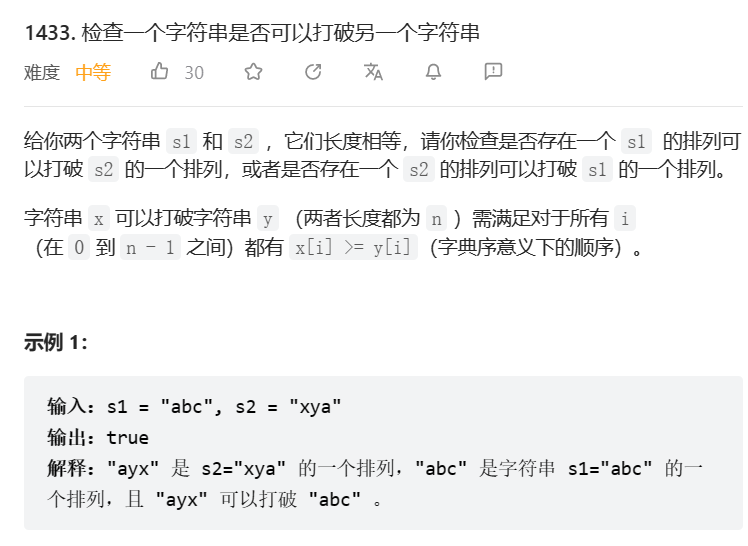 1433. 检查一个字符串是否可以打破另一个字符串
难度 中等 30
给你两个字符串 s1 和 s2 ，它们长度相等，请你检查是否存在一个 s1 的排列可
以打破 s2 的一个排列，或者是否存在一个 s2 的排列可以打破 s1 的一个排列。
字符串 x 可以打破字符串 y （两者长度都为 n ）需满足对于所有 i
（在 0 到 n - 1 之间）都有 x[i] >= y[i]（字典序意义下的顺序）。
示例 1：
输入：s1 = "abc", s2 = "xya"
输出：true
解释："ayx" 是 s2="xya" 的一个排列，"abc" 是字符串 s1="abc" 的一
个排列，且 "ayx" 可以打破 "abc" 。